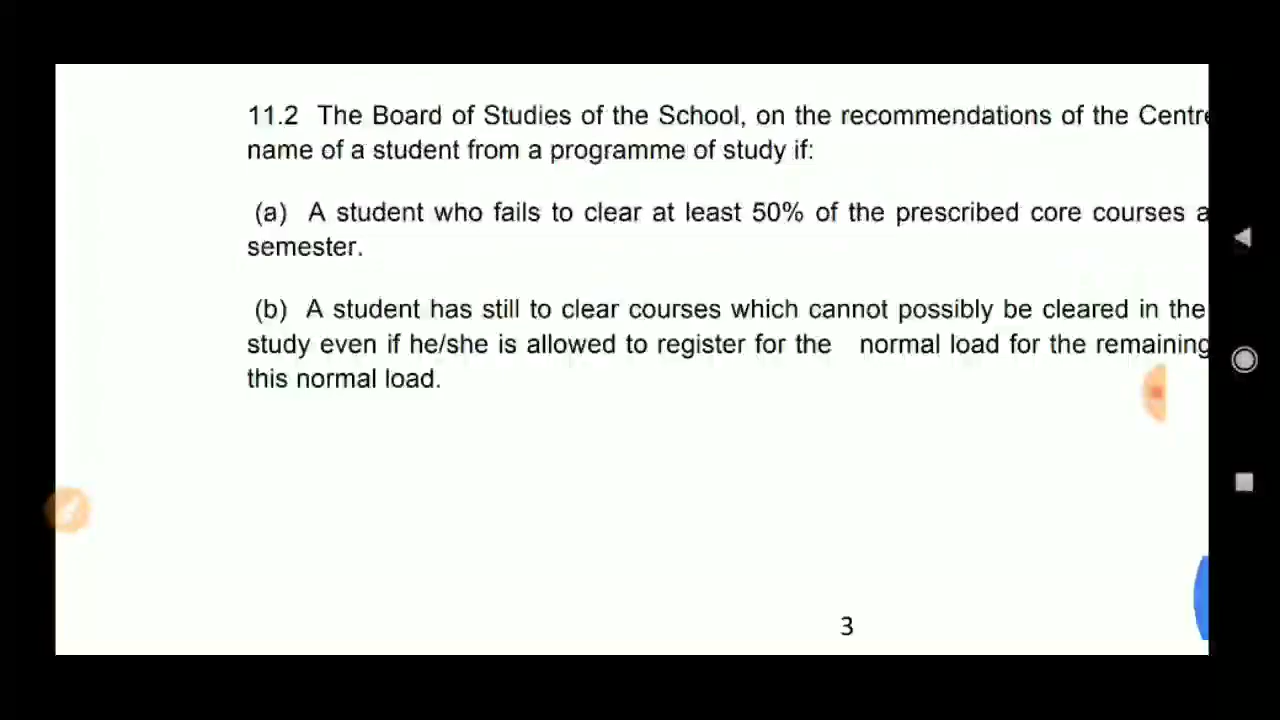 11.2 The Board of Studies of the School, on the recommendations of the Centre
name of a student from a programme of study if:
(a) A student who fails to clear at least 50% of the prescribed core courses a
semester.
(b) A student has still to clear courses which cannot possibly be cleared in the
study even if he/she is allowed to register for the normal load for the remaining
this normal load.
3